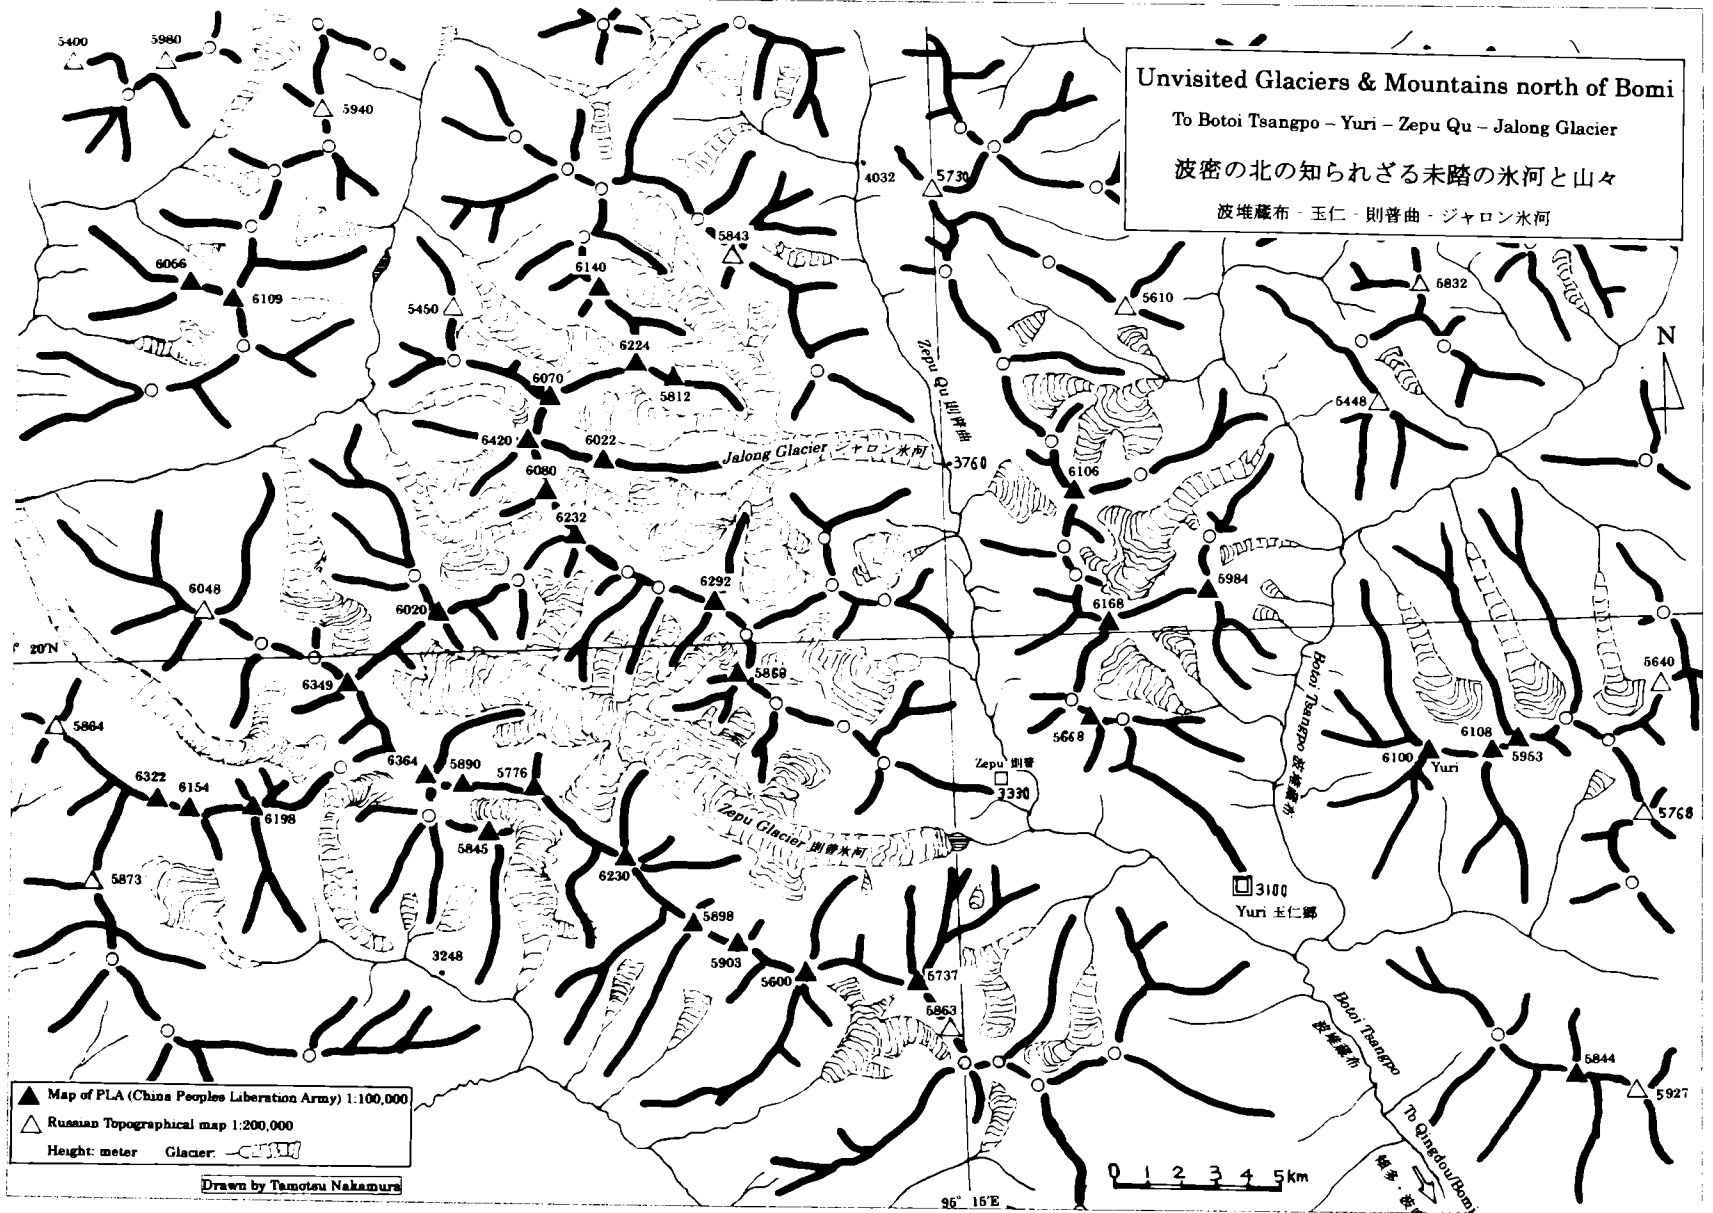 Unvisited Glaciers & Mountains north of Bomi
To Botoi Tsangpo – Yuri – Zepu Qu – Jalong Glacier
波密の北の知られざる未踏の氷河と山々
波堆蔵布 - 玉仁 - 則普曲 - ジャロン氷河
5400
5980
5940
4032
5730
5843
6056
6109
6140
5450
5610
5832
N
6224
6070
5812
Zepu Qu 則普曲
5448
6420
6022
6080
Jalong Glacier ジャロン氷河
3760
6106
6232
6292
5984
6048
6020
6168
° 20'N
6349
5640
Botoi Tsangpo 波堆蔵布
5864
5668
6108
6100
5953
Yuri
6364
5890
5776
Zepu 則普
3330
6322
6154
6198
5845
Zepu Glacier 則普氷河
5768
5873
6230
3100
Yuri 玉仁郷
5898
5903
3248
5600
5737
5863
Botoi Tsangpo
波堆蔵布
5844
5927
▲ Map of PLA (China Peoples Liberation Army) 1:100,000
△ Russian Topographical map 1:200,000
Height: meter Glacier:
Drawn by Tamotsu Nakamura
0 1 2 3 4 5km
95° 15'E
To Qingdou/Bomi